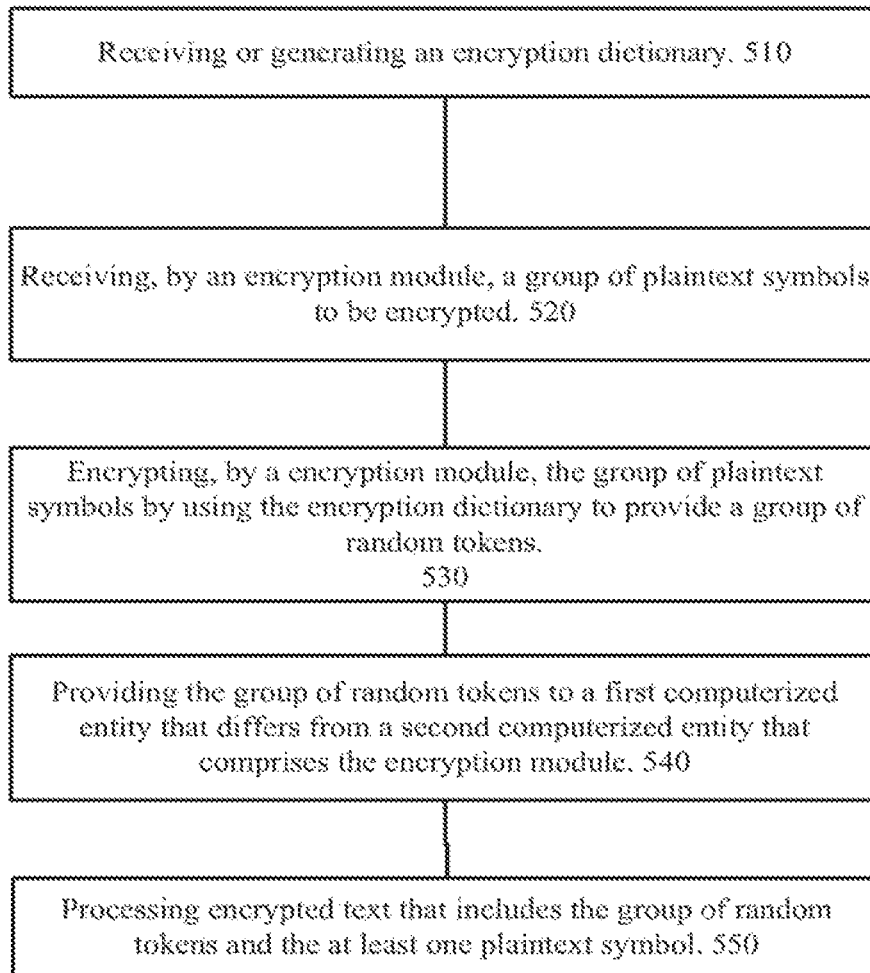 Receiving or generating an encryption dictionary. 510
Receiving, by an encryption module, a group of plaintext symbols
to be encrypted. 520
Encrypting, by a encryption module, the group of plaintext
symbols by using the encryption dictionary to provide a group of
random tokens.
530
Providing the group of random tokens to a first computerized
entity that differs from a second computerized entity that
comprises the encryption module. 540
Processing encrypted text that includes the group of random
tokens and the at least one plaintext symbol. 550